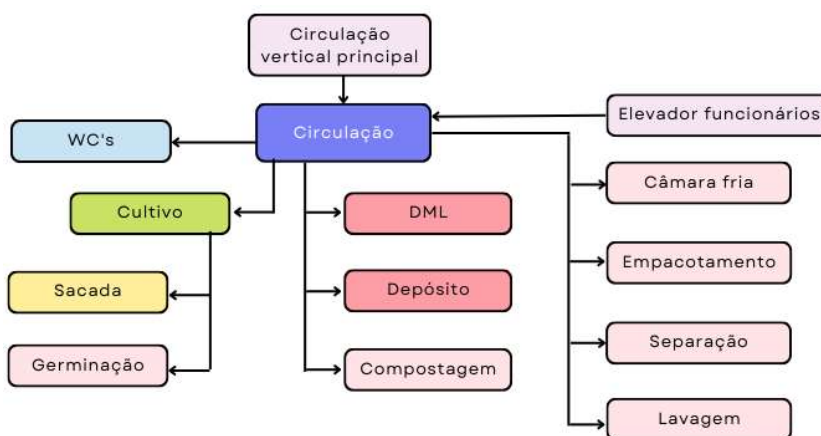 Circulação
vertical principal
Circulação
Elevador funcionários
WC's
Câmara fria
Cultivo
DML
Empacotamento
Sacada
Depósito
Separação
Germinação
Compostagem
Lavagem